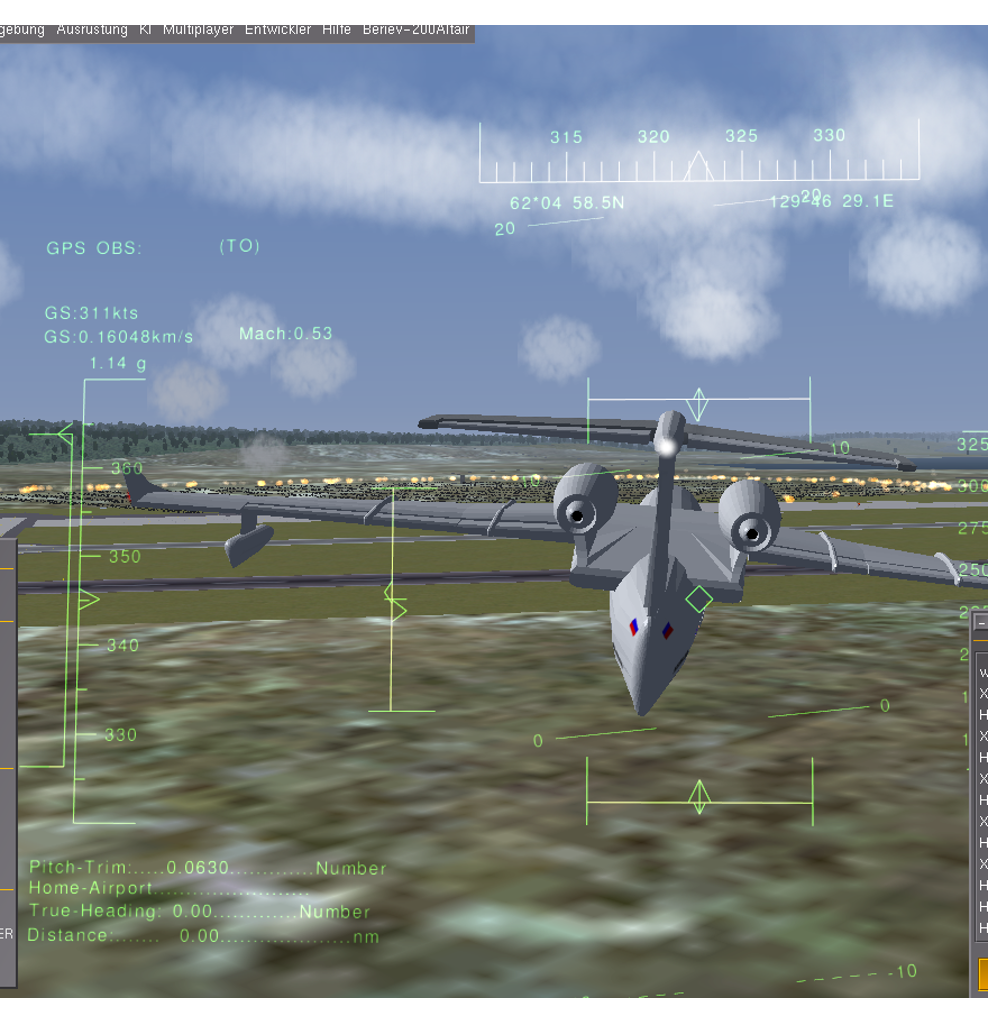 gebung Ausrüstung KI Multiplayer Entwickler Hilfe Beriev-200Altair
315 320 325 330
62*04 58.5N 129*46 29.1E
20 20
GPS OBS: (TO)
GS:311kts
GS:0.16048km/s Mach:0.53
1.14 g
10 10
325
360
300
275
350
250
340
330
0 0
Pitch-Trim:.....0.0630............Number
Home-Airport......................
True-Heading: 0.00............Number
Distance:....... 0.00...................nm
-10
ER
X
H
X
H
X
H
X
H
X
H
H
H